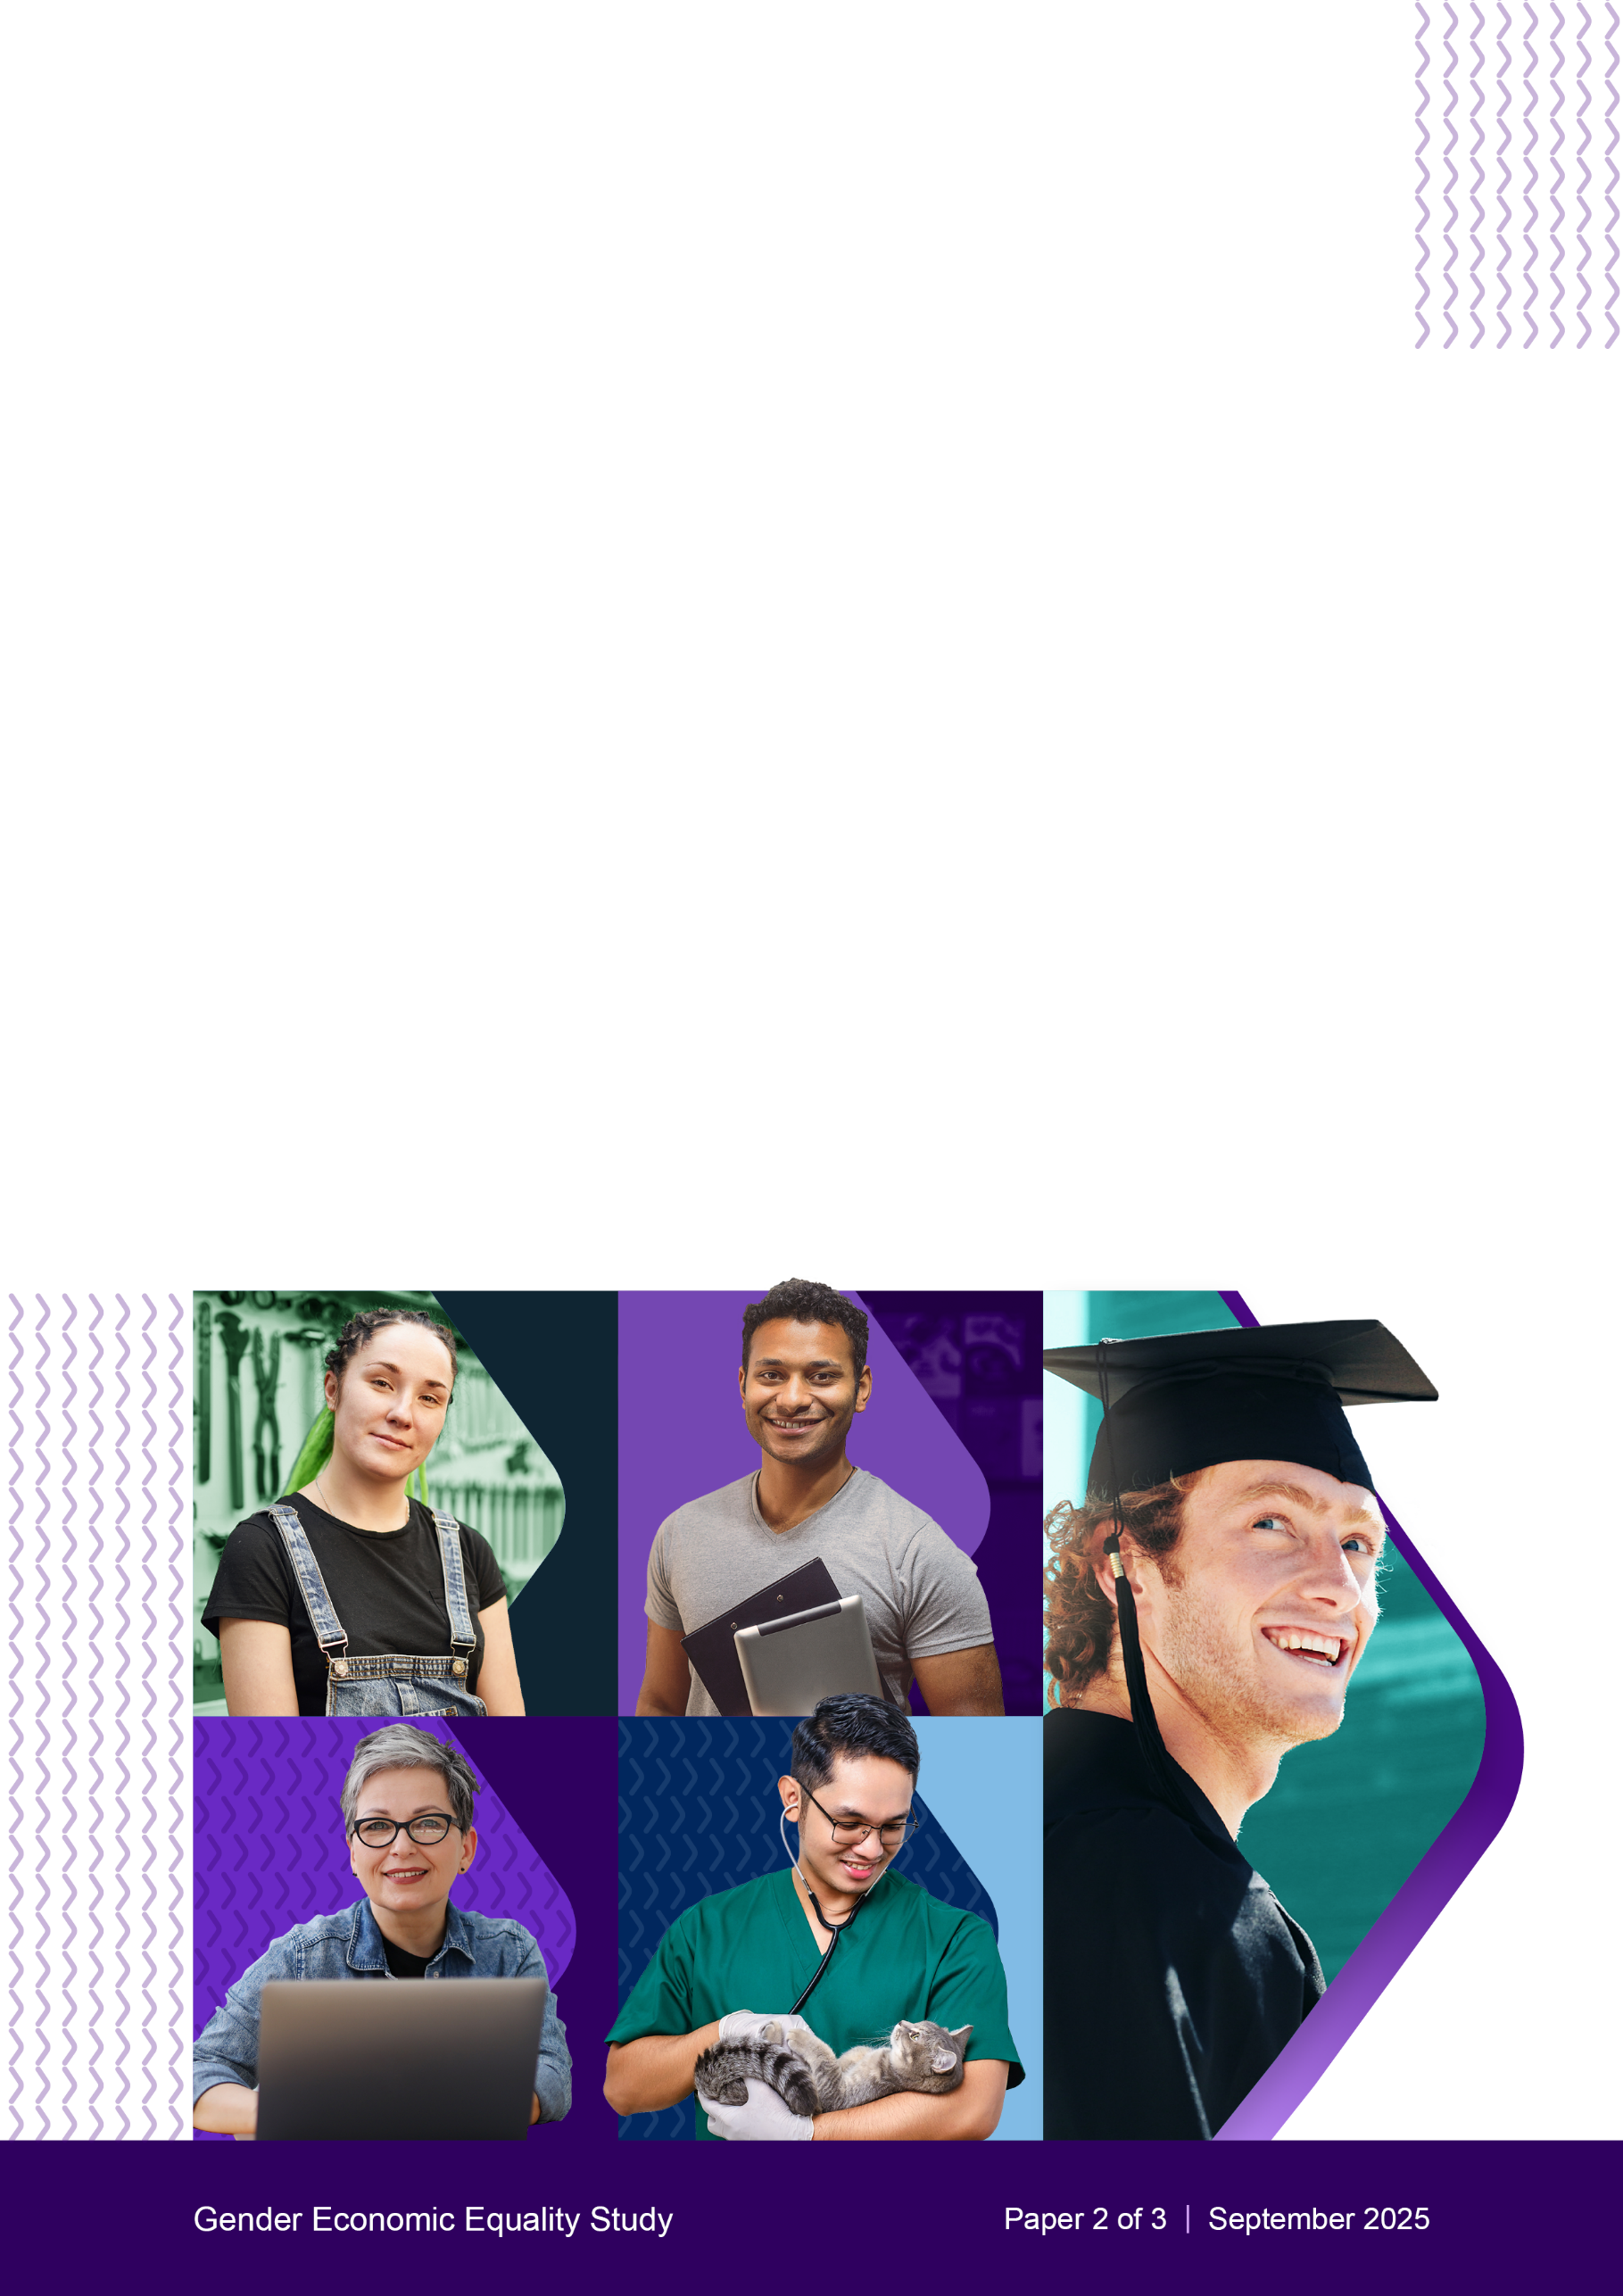 Gender Economic Equality Study
Paper 2 of 3 | September 2025